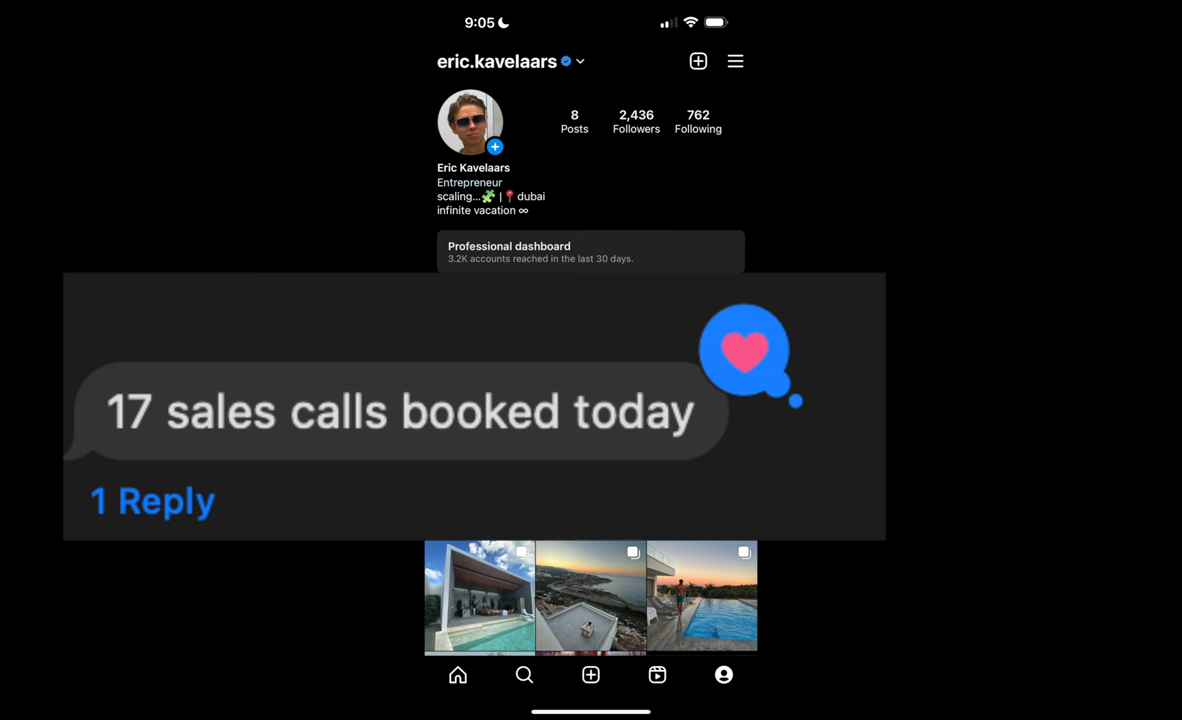 9:05
eric.kavelaars
8
Posts
2,436
Followers
762
Following
Eric Kavelaars
Entrepreneur
scaling...🧩 |📍dubai
infinite vacation ∞
Professional dashboard
3.2K accounts reached in the last 30 days.
17 sales calls booked today
1 Reply